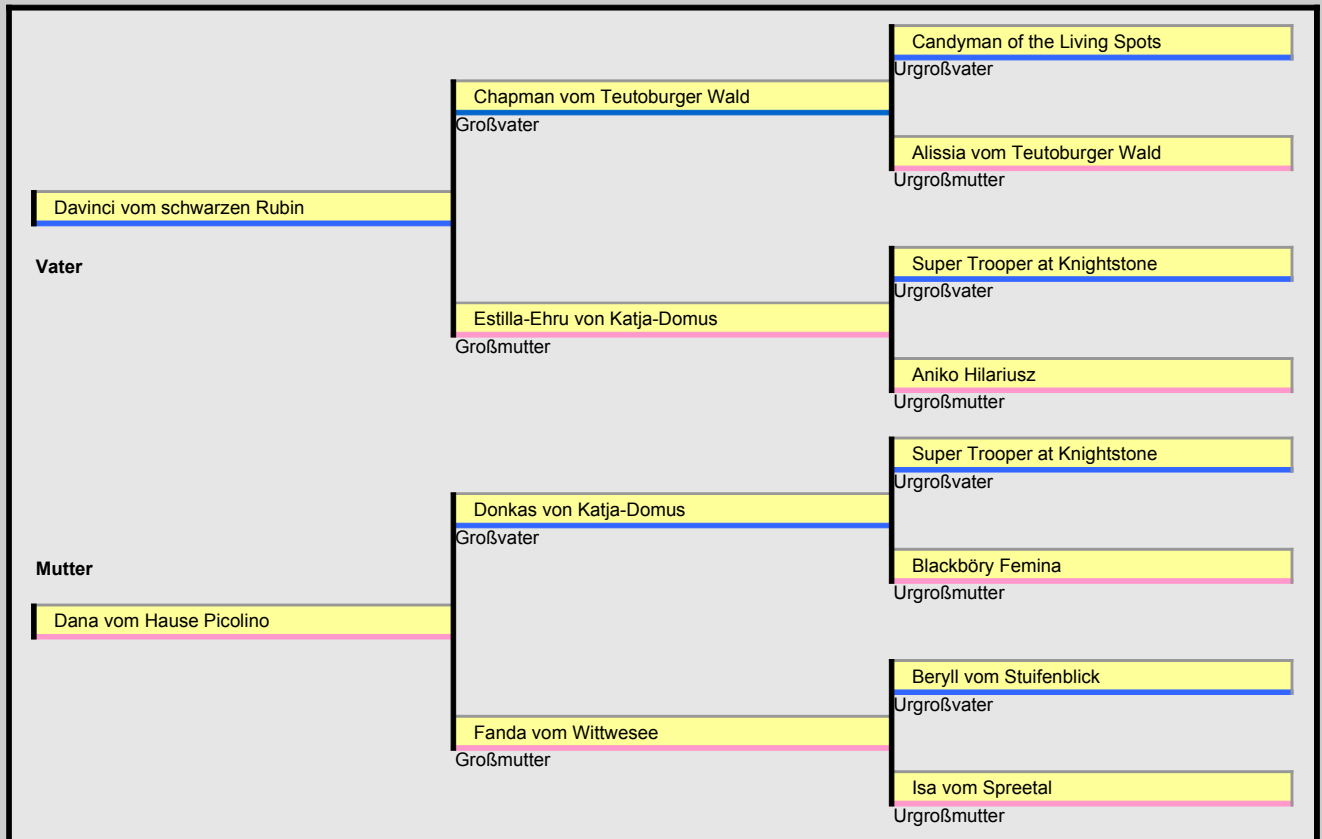 Candyman of the Living Spots
Urgroßvater
Chapman vom Teutoburger Wald
Großvater
Alissia vom Teutoburger Wald
Urgroßmutter
Davinci vom schwarzen Rubin
Vater
Super Trooper at Knightstone
Urgroßvater
Estilla-Ehru von Katja-Domus
Großmutter
Aniko Hilariusz
Urgroßmutter
Super Trooper at Knightstone
Urgroßvater
Donkas von Katja-Domus
Großvater
Mutter
Blackböry Femina
Urgroßmutter
Dana vom Hause Picolino
Beryll vom Stuifenblick
Urgroßvater
Fanda vom Wittwesee
Großmutter
Isa vom Spreetal
Urgroßmutter